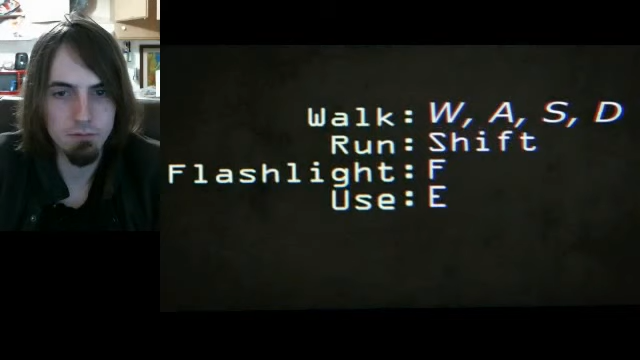 Walk: W, A, S, D
Run: Shift
Flashlight: F
Use: E